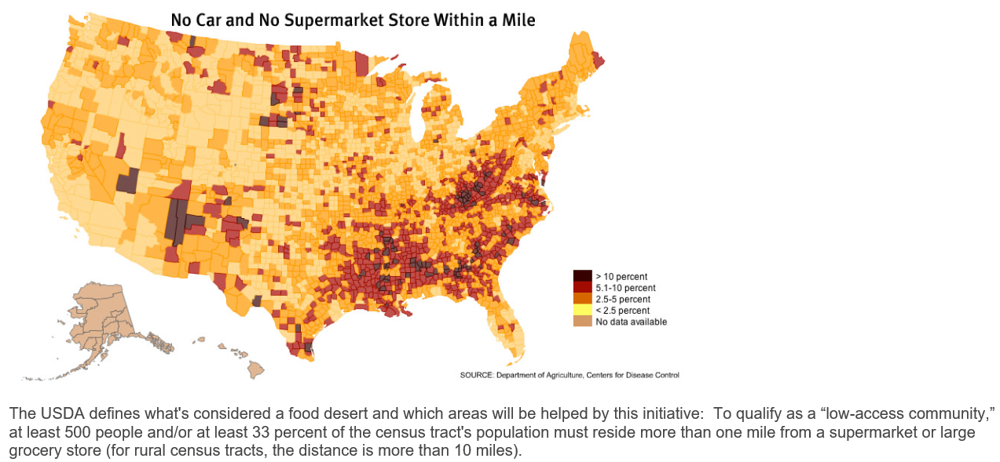 No Car and No Supermarket Store Within a Mile
> 10 percent
5.1-10 percent
2.5-5 percent
< 2.5 percent
No data available
SOURCE: Department of Agriculture, Centers for Disease Control
The USDA defines what's considered a food desert and which areas will be helped by this initiative:  To qualify as a “low-access community,”
at least 500 people and/or at least 33 percent of the census tract's population must reside more than one mile from a supermarket or large
grocery store (for rural census tracts, the distance is more than 10 miles).